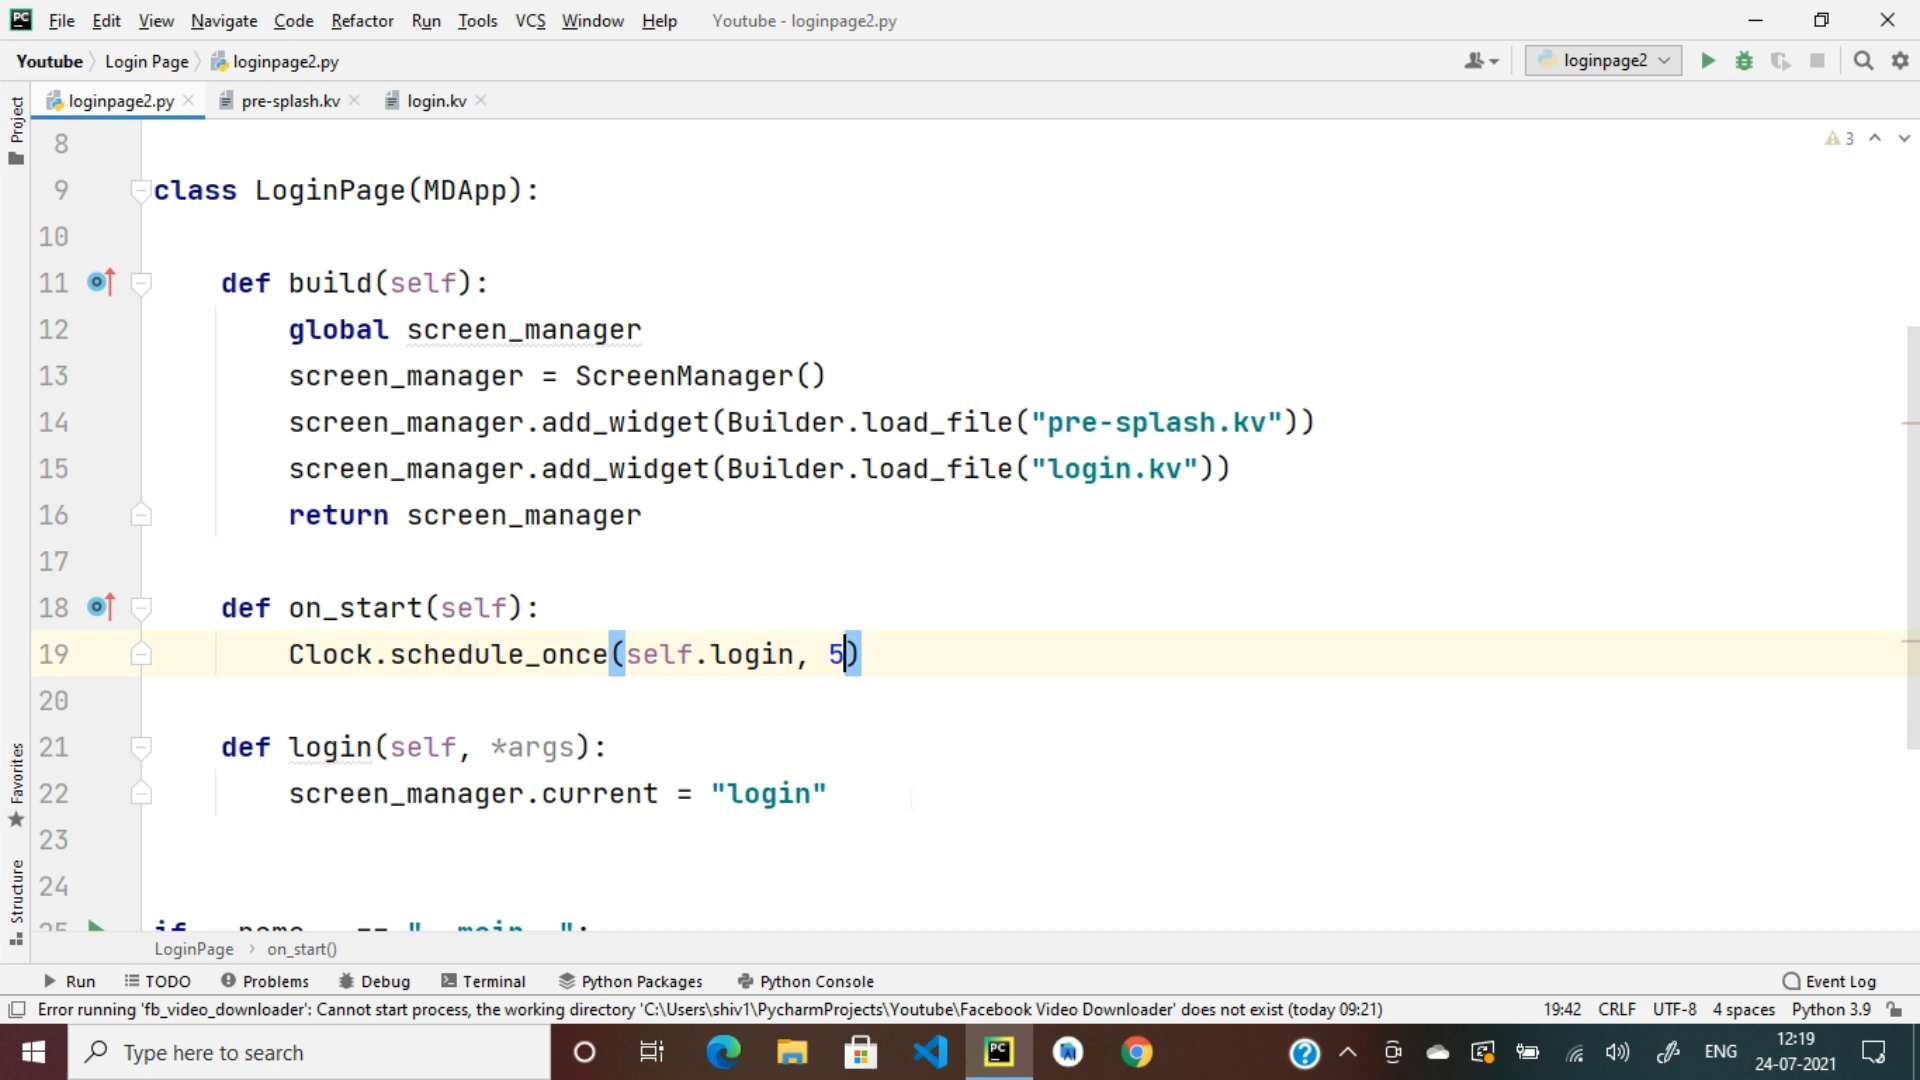 PC File Edit View Navigate Code Refactor Run Tools VCS Window Help Youtube - loginpage2.py
Youtube Login Page loginpage2.py loginpage2
loginpage2.py pre-splash.kv login.kv
Project
3
8
9 class LoginPage(MDApp):
10
11 def build(self):
12 global screen_manager
13 screen_manager = ScreenManager()
14 screen_manager.add_widget(Builder.load_file("pre-splash.kv"))
15 screen_manager.add_widget(Builder.load_file("login.kv"))
16 return screen_manager
17
18 def on_start(self):
19 Clock.schedule_once(self.login, 5)
20
21 def login(self, *args):
22 screen_manager.current = "login"
23
24
25 if __name__ == "__main__":
Favorites
Structure
LoginPage on_start()
Run TODO Problems Debug Terminal Python Packages Python Console Event Log
Error running 'fb_video_downloader': Cannot start process, the working directory 'C:\Users\shiv1\PycharmProjects\Youtube\Facebook Video Downloader' does not exist (today 09:21) 19:42 CRLF UTF-8 4 spaces Python 3.9
Type here to search PC ENG 12:19
24-07-2021